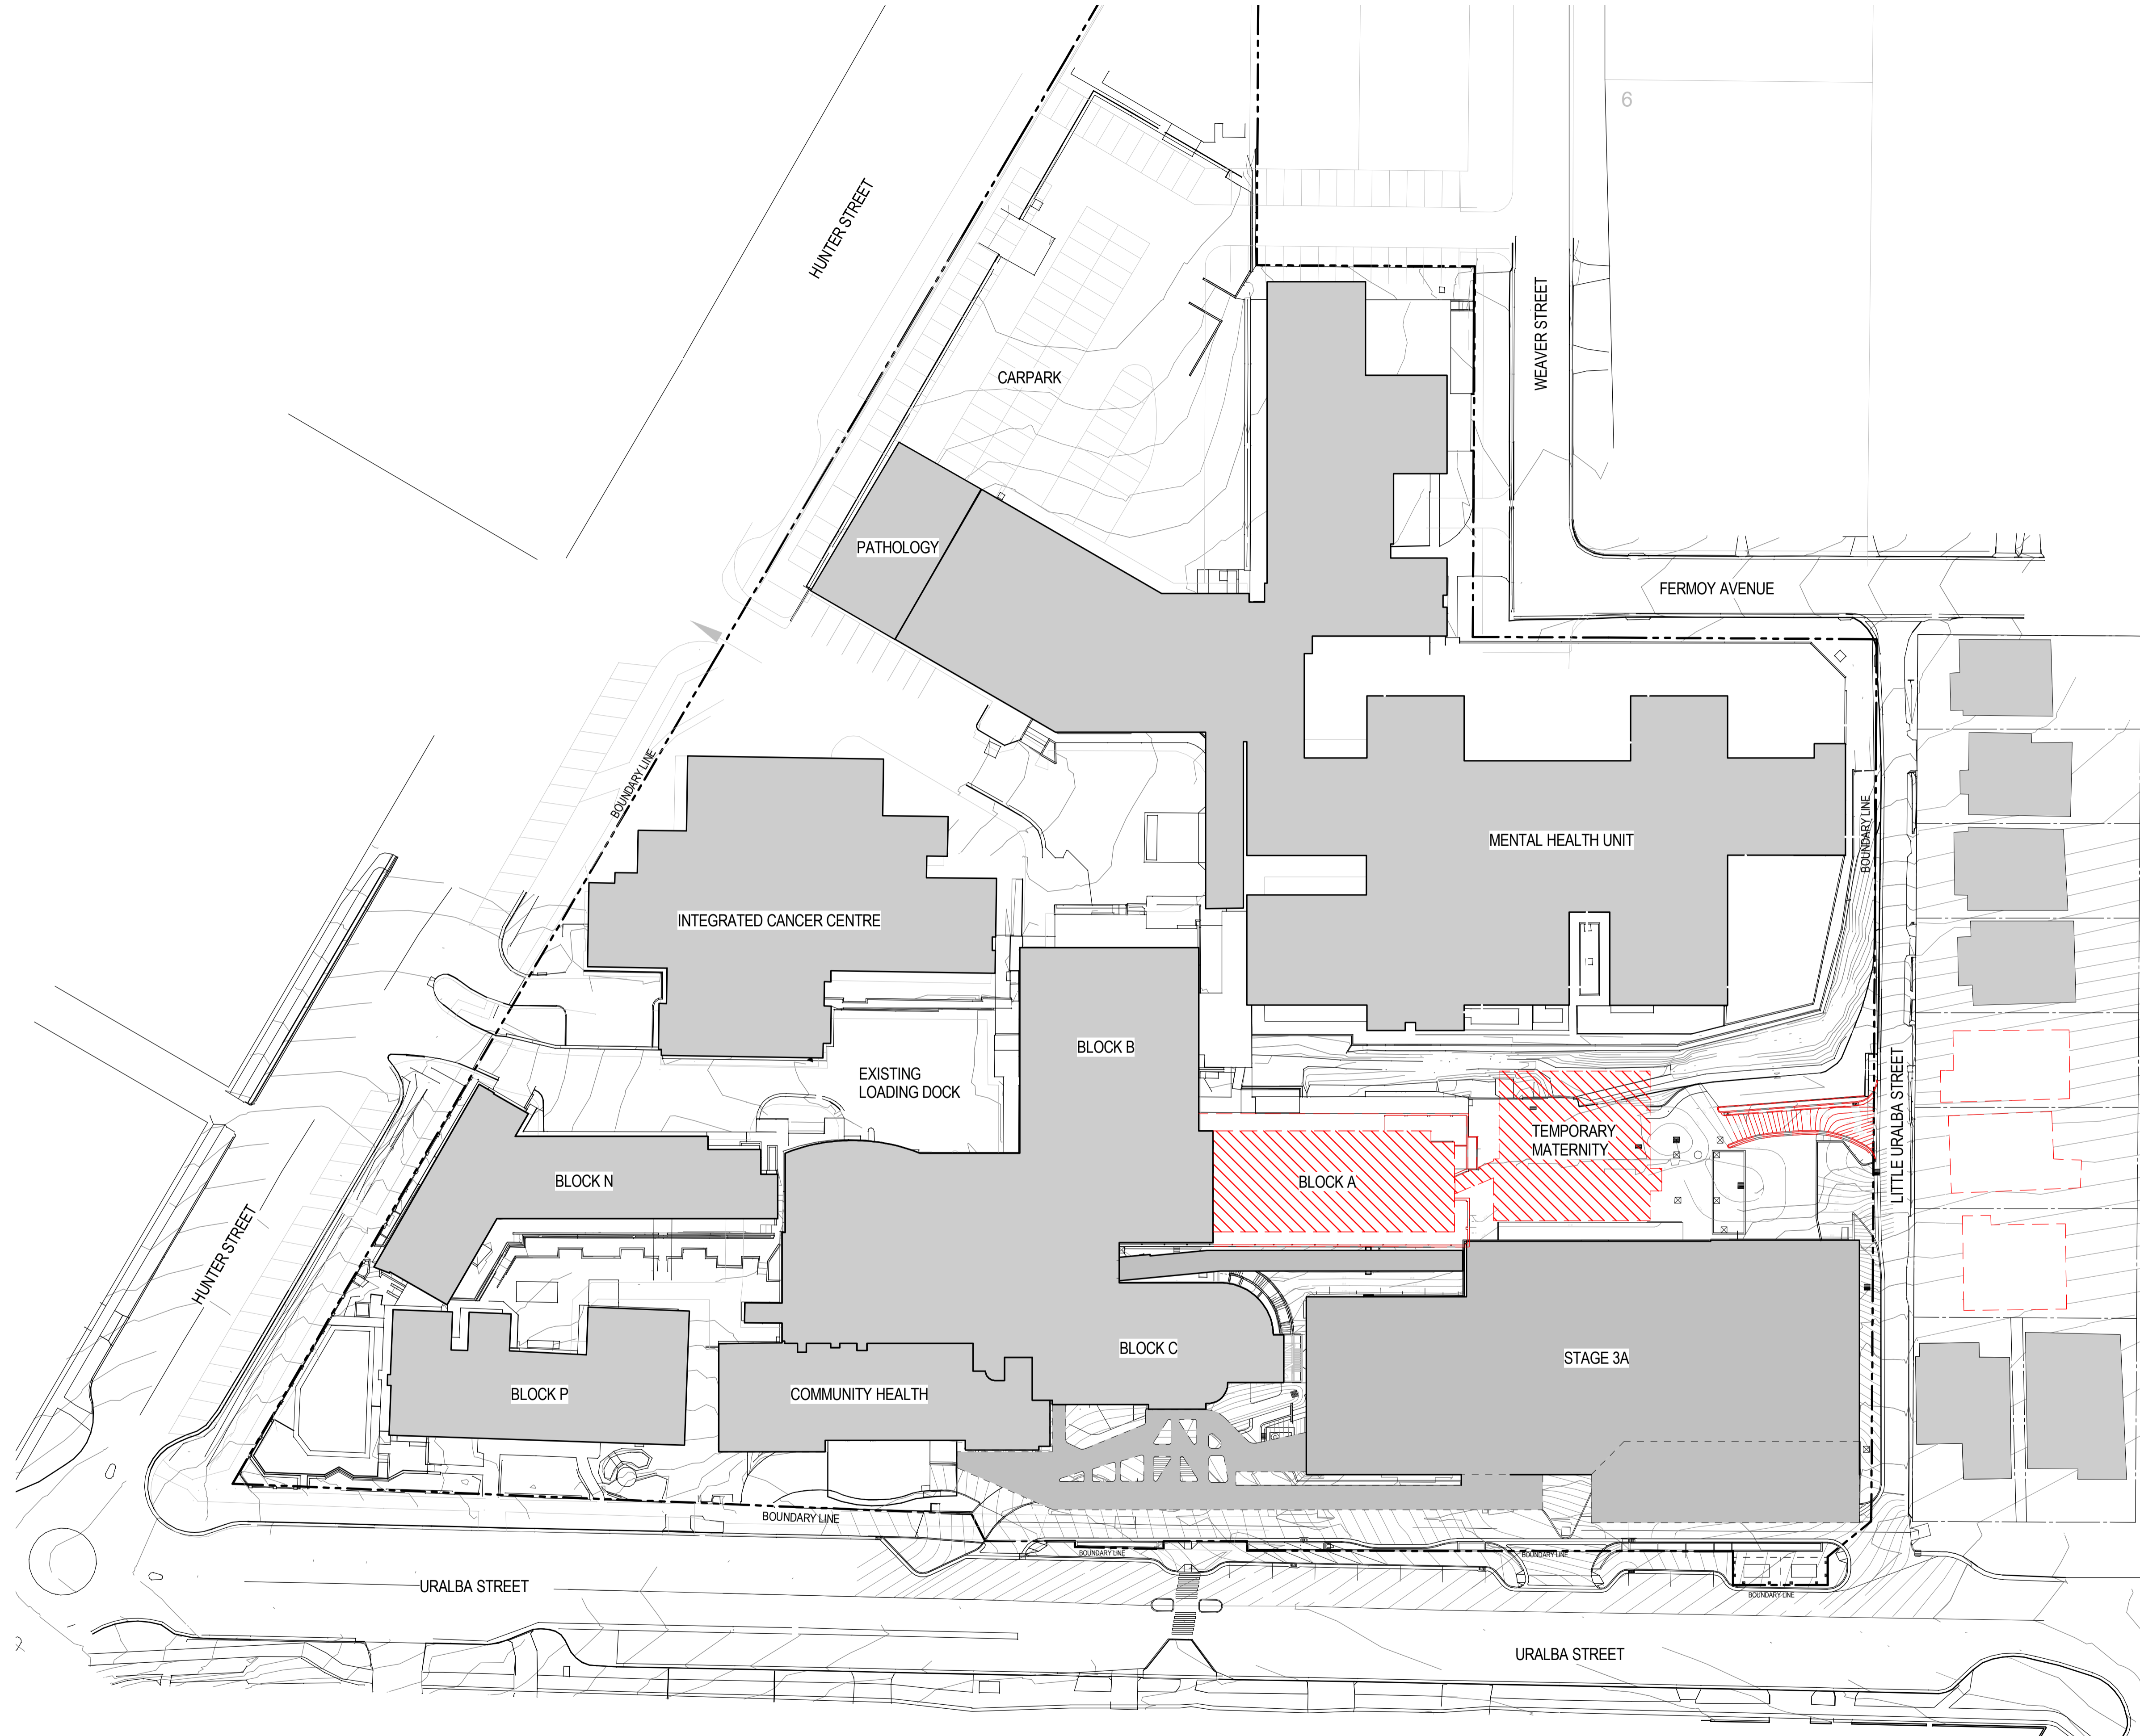 6
HUNTER STREET
WEAVER STREET
CARPARK
PATHOLOGY
FERMOY AVENUE
BOUNDARY LINE
MENTAL HEALTH UNIT
BOUNDARY LINE
INTEGRATED CANCER CENTRE
BLOCK B
EXISTING
LOADING DOCK
TEMPORARY
MATERNITY
LITTLE URALBA STREET
BLOCK N
BLOCK A
HUNTER STREET
BLOCK C
STAGE 3A
BLOCK P
COMMUNITY HEALTH
BOUNDARY LINE
BOUNDARY LINE
BOUNDARY LINE
URALBA STREET
BOUNDARY LINE
URALBA STREET